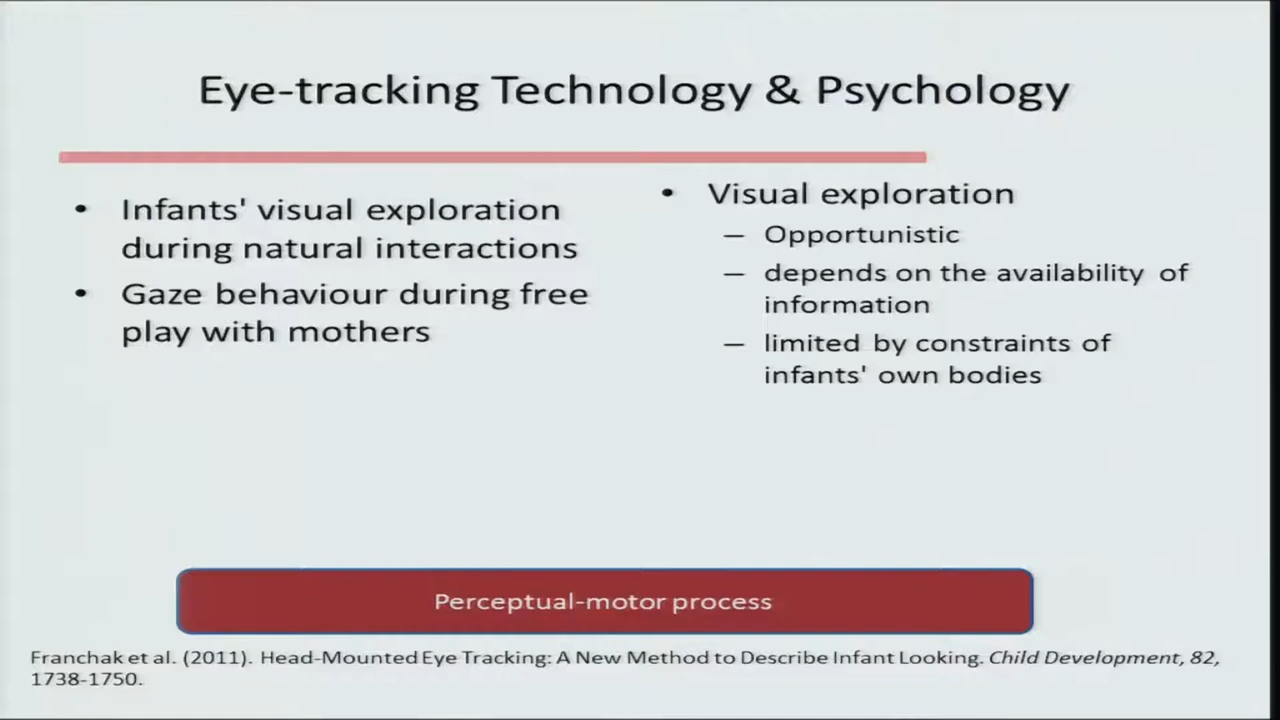 Eye-tracking Technology & Psychology
• Infants' visual exploration
during natural interactions
• Gaze behaviour during free
play with mothers
• Visual exploration
– Opportunistic
– depends on the availability of
information
– limited by constraints of
infants' own bodies
Perceptual-motor process
Franchak et al. (2011). Head-Mounted Eye Tracking: A New Method to Describe Infant Looking. Child Development, 82,
1738-1750.